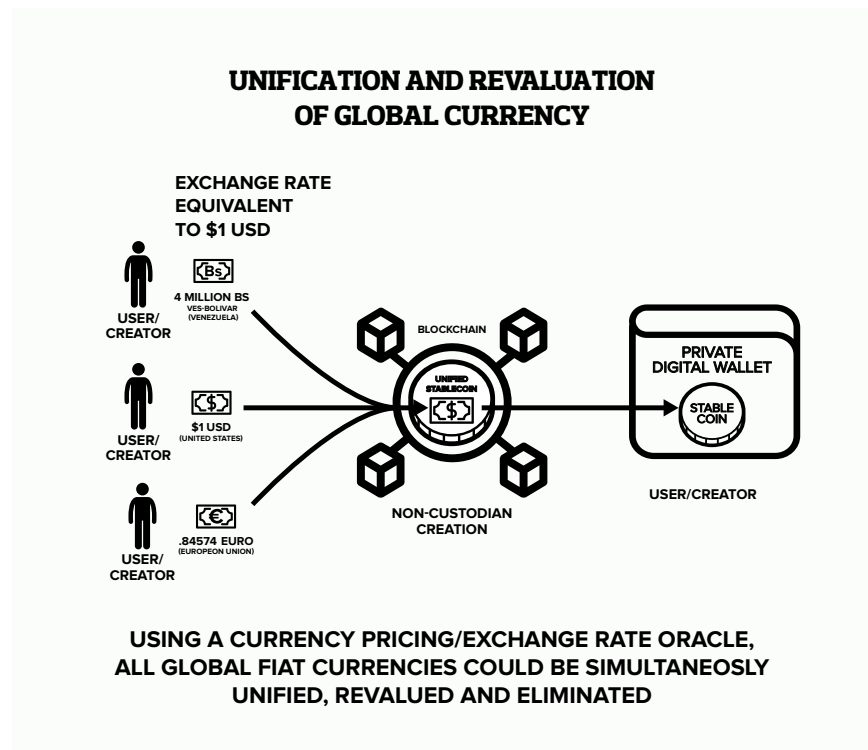 UNIFICATION AND REVALUATION
OF GLOBAL CURRENCY
EXCHANGE RATE
EQUIVALENT
TO $1 USD
Bs
4 MILLION BS
VES-BOLIVAR
(VENEZUELA)
USER/
CREATOR
$
$1 USD
(UNITED STATES)
USER/
CREATOR
€
.84574 EURO
(EUROPEAN UNION)
USER/
CREATOR
BLOCKCHAIN
UNIFIED
STABLECOIN
$
NON-CUSTODIAN
CREATION
PRIVATE
DIGITAL WALLET
STABLE
COIN
USER/CREATOR
USING A CURRENCY PRICING/EXCHANGE RATE ORACLE,
ALL GLOBAL FIAT CURRENCIES COULD BE SIMULTANEOSLY
UNIFIED, REVALUED AND ELIMINATED